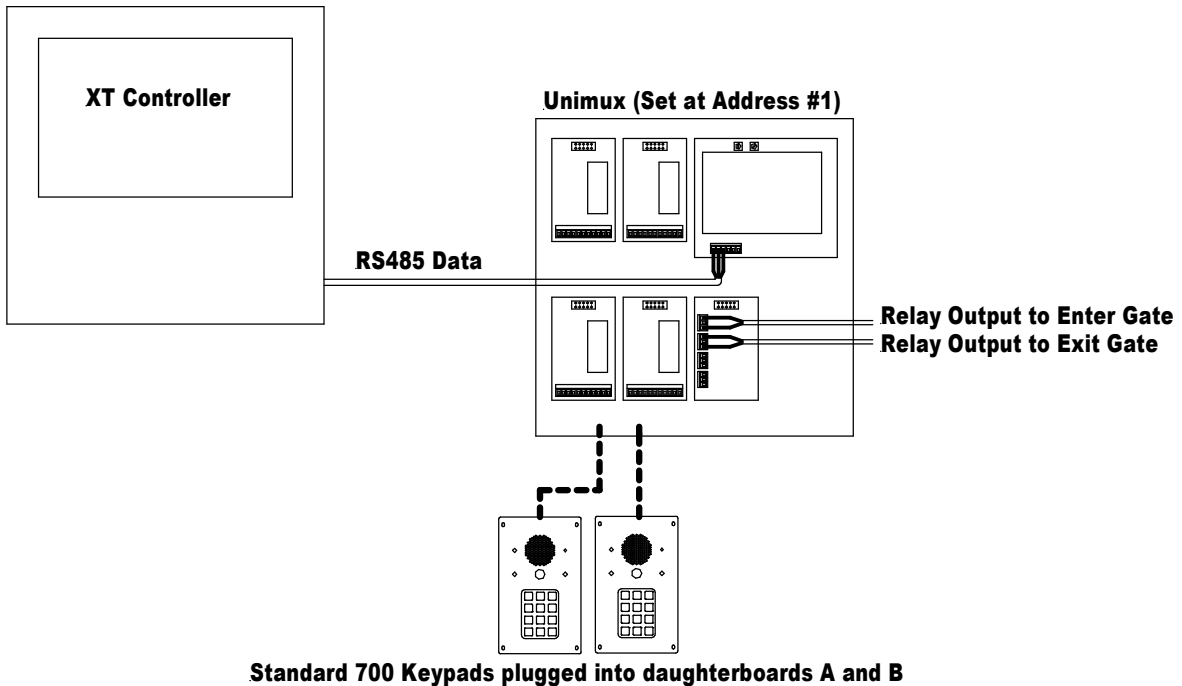 XT Controller
Unimux (Set at Address #1)
RS485 Data
Relay Output to Enter Gate
Relay Output to Exit Gate
Standard 700 Keypads plugged into daughterboards A and B